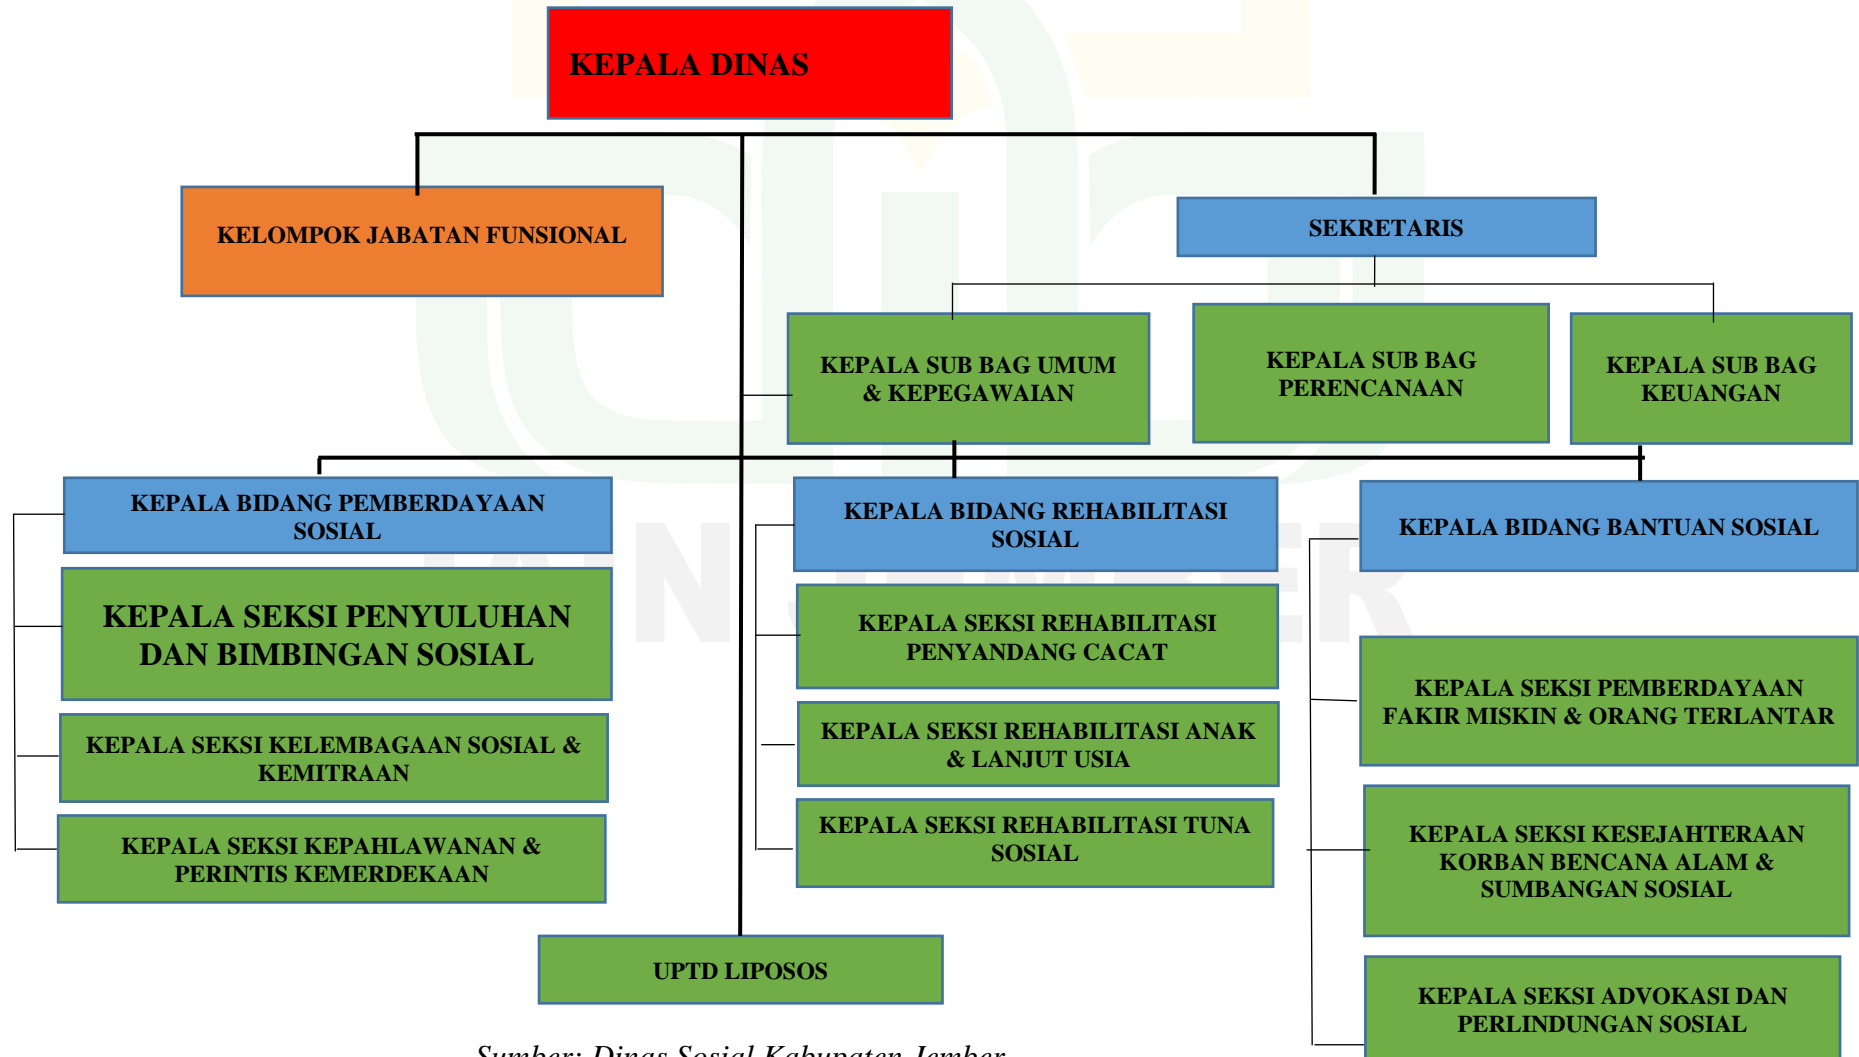 KEPALA DINAS
KELOMPOK JABATAN FUNSIONAL
SEKRETARIS
KEPALA SUB BAG UMUM
& KEPEGAWAIAN
KEPALA SUB BAG
PERENCANAAN
KEPALA SUB BAG
KEUANGAN
KEPALA BIDANG PEMBERDAYAAN
SOSIAL
KEPALA SEKSI PENYULUHAN
DAN BIMBINGAN SOSIAL
KEPALA SEKSI KELEMBAGAAN SOSIAL &
KEMITRAAN
KEPALA SEKSI KEPAHLAWANAN &
PERINTIS KEMERDEKAAN
KEPALA BIDANG REHABILITASI
SOSIAL
KEPALA SEKSI REHABILITASI
PENYANDANG CACAT
KEPALA SEKSI REHABILITASI ANAK
& LANJUT USIA
KEPALA SEKSI REHABILITASI TUNA
SOSIAL
KEPALA BIDANG BANTUAN SOSIAL
KEPALA SEKSI PEMBERDAYAAN
FAKIR MISKIN & ORANG TERLANTAR
KEPALA SEKSI KESEJAHTERAAN
KORBAN BENCANA ALAM &
SUMBANGAN SOSIAL
KEPALA SEKSI ADVOKASI DAN
PERLINDUNGAN SOSIAL
UPTD LIPOSOS
IAIN JEMBER
Sumber: Dinas Sosial Kabupaten Jember